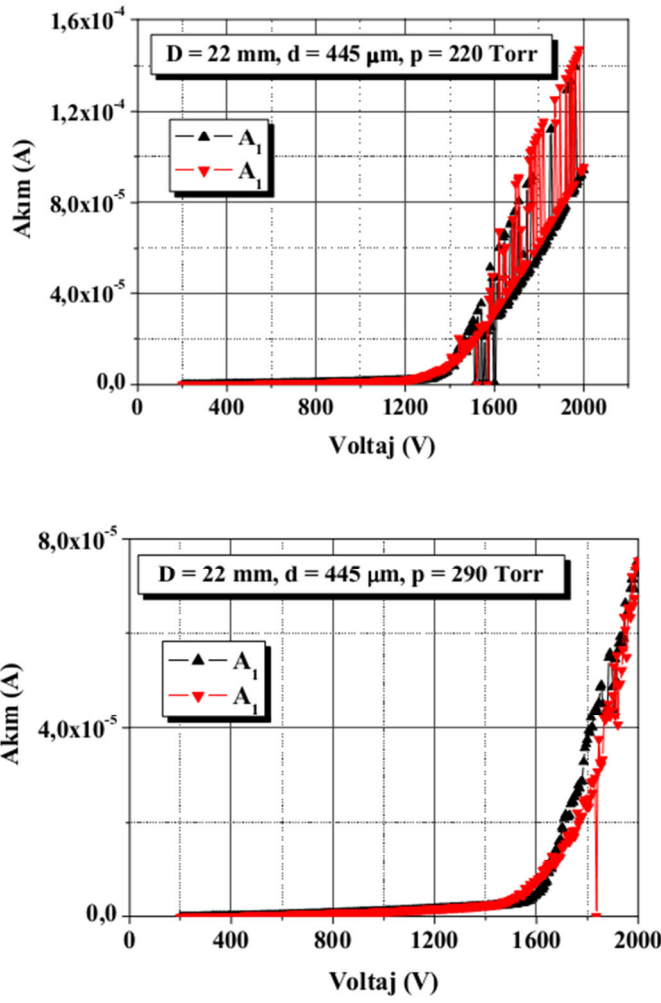 1,6x10⁻⁴
D = 22 mm, d = 445 μm, p = 220 Torr
1,2x10⁻⁴
A₁
A₁
Akım (A)
8,0x10⁻⁵
4,0x10⁻⁵
0,0
0 400 800 1200 1600 2000
Voltaj (V)
8,0x10⁻⁵
D = 22 mm, d = 445 μm, p = 290 Torr
A₁
A₁
Akım (A)
4,0x10⁻⁵
0,0
0 400 800 1200 1600 2000
Voltaj (V)